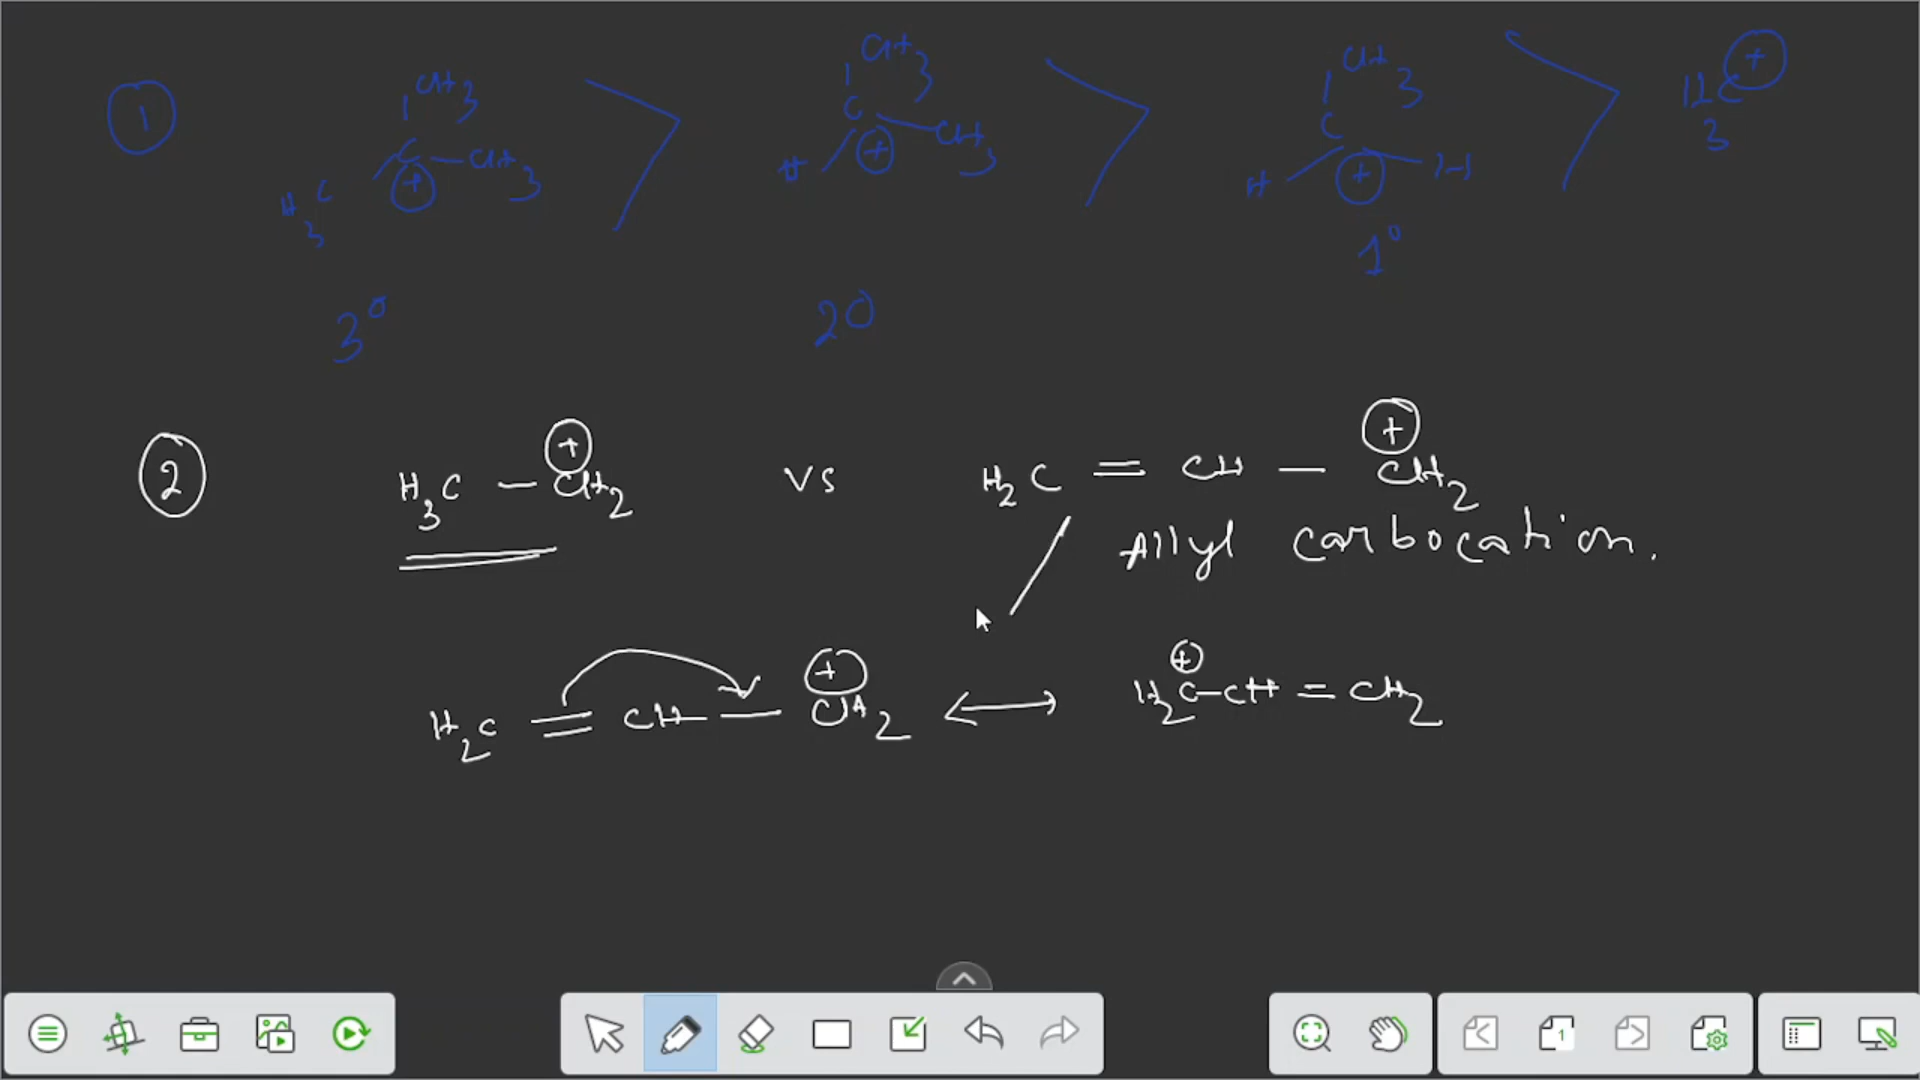 ① CH3 CH3 CH3 ⊕
C — CH3 > C — CH3 > C > H3C
H3C ⊕ H ⊕ H ⊕ H
3° 2° 1°
② H3C — CH2 ⊕ vs H2C = CH — CH2 ⊕
Allyl carbocation.
H2C = CH — CH2 ⊕ ⟷ H2C ⊕ — CH = CH2
1